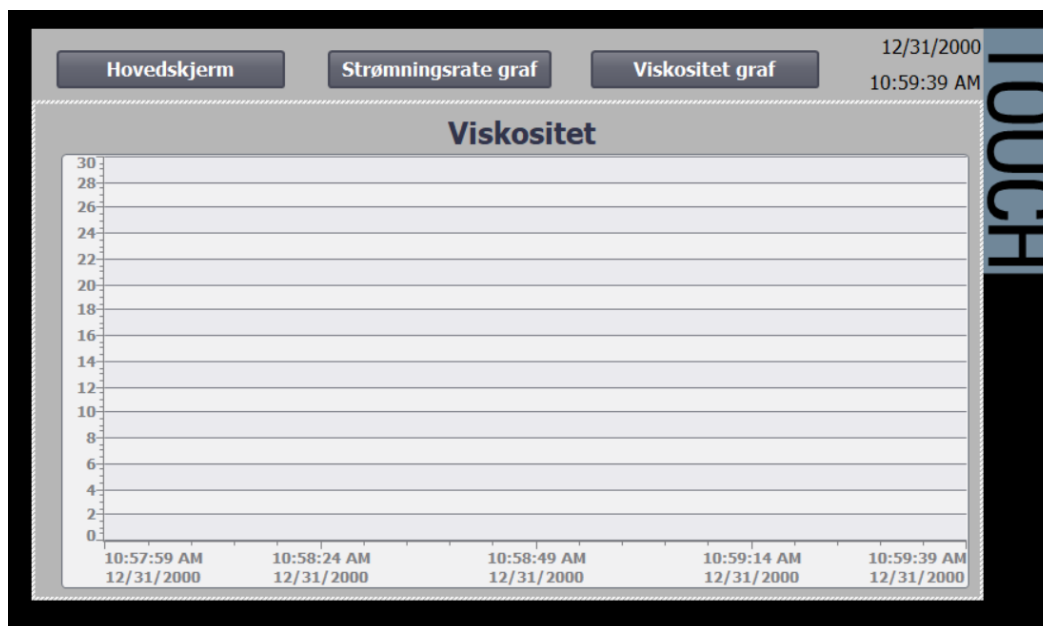 Hovedskjerm
Strømningsrate graf
Viskositet graf
12/31/2000
10:59:39 AM
TOUCH
Viskositet
30
28
26
24
22
20
18
16
14
12
10
8
6
4
2
0
10:57:59 AM 10:58:24 AM 10:58:49 AM 10:59:14 AM 10:59:39 AM
12/31/2000 12/31/2000 12/31/2000 12/31/2000 12/31/2000